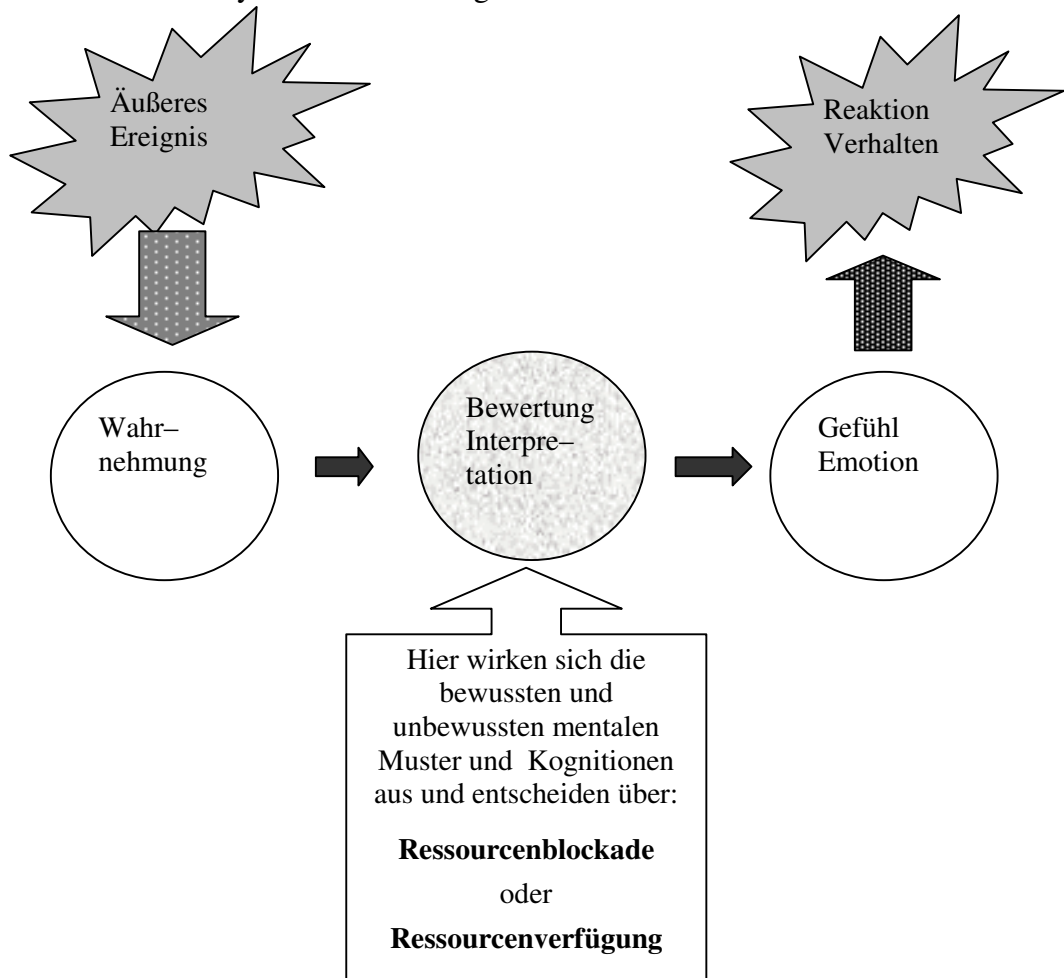 Äußeres
Ereignis
Reaktion
Verhalten
Wahr–
nehmung
Bewertung
Interpre–
tation
Gefühl
Emotion
Hier wirken sich die
bewussten und
unbewussten mentalen
Muster und Kognitionen
aus und entscheiden über:
Ressourcenblockade
oder
Ressourcenverfügung